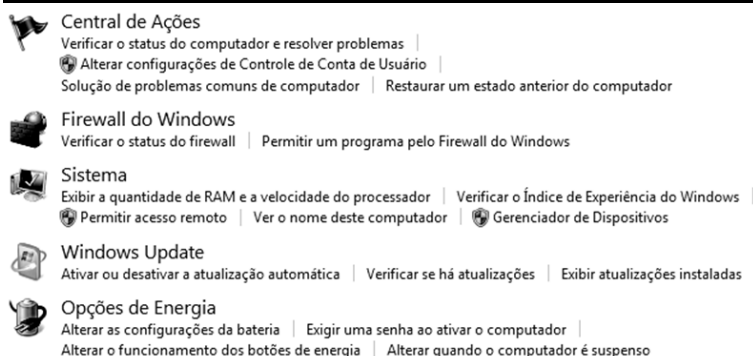 Central de Ações
Verificar o status do computador e resolver problemas
Alterar configurações de Controle de Conta de Usuário
Solução de problemas comuns de computador | Restaurar um estado anterior do computador
Firewall do Windows
Verificar o status do firewall | Permitir um programa pelo Firewall do Windows
Sistema
Exibir a quantidade de RAM e a velocidade do processador | Verificar o Índice de Experiência do Windows
Permitir acesso remoto | Ver o nome deste computador | Gerenciador de Dispositivos
Windows Update
Ativar ou desativar a atualização automática | Verificar se há atualizações | Exibir atualizações instaladas
Opções de Energia
Alterar as configurações da bateria | Exigir uma senha ao ativar o computador
Alterar o funcionamento dos botões de energia | Alterar quando o computador é suspenso